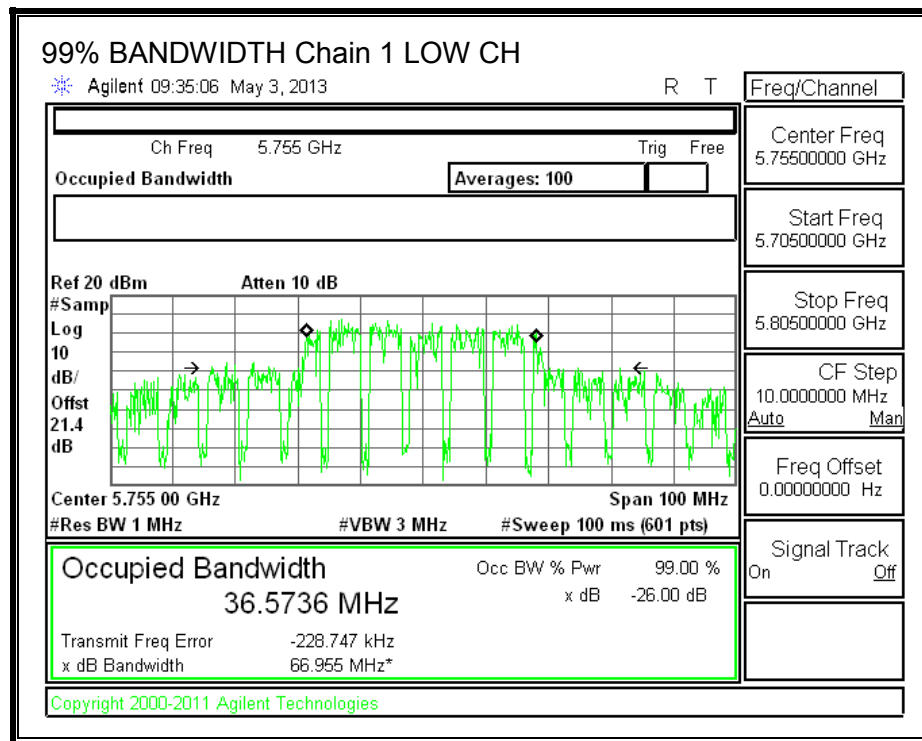 99% BANDWIDTH Chain 1 LOW CH
Agilent 09:35:06 May 3, 2013 R T
Freq/Channel
Ch Freq 5.755 GHz Trig Free
Occupied Bandwidth Averages: 100
Center Freq
5.75500000 GHz
Start Freq
5.70500000 GHz
Stop Freq
5.80500000 GHz
CF Step
10.0000000 MHz
Auto Man
Freq Offset
0.00000000 Hz
Signal Track
On Off
Ref 20 dBm Atten 10 dB
#Samp
Log
10
dB/
Offst
21.4
dB
Center 5.755 00 GHz Span 100 MHz
#Res BW 1 MHz #VBW 3 MHz #Sweep 100 ms (601 pts)
Occupied Bandwidth Occ BW % Pwr 99.00 %
36.5736 MHz x dB -26.00 dB
Transmit Freq Error -228.747 kHz
x dB Bandwidth 66.955 MHz*
Copyright 2000-2011 Agilent Technologies